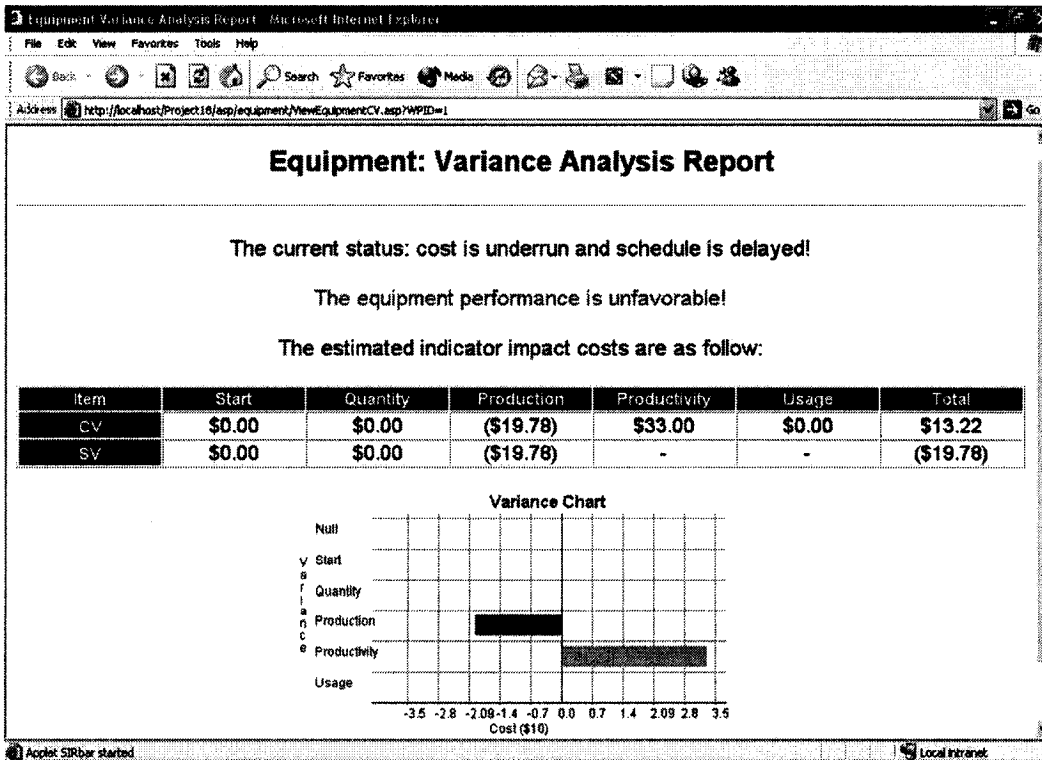 Equipment Variance Analysis Report - Microsoft Internet Explorer
File Edit View Favorites Tools Help
Back Search Favorites Media
Address http://localhost/Project16/asp/equipment/ViewEquipmentCV.asp?WPID=1 Go
Equipment: Variance Analysis Report
The current status: cost is underrun and schedule is delayed!
The equipment performance is unfavorable!
The estimated indicator impact costs are as follow:
Item Start Quantity Production Productivity Usage Total
CV $0.00 $0.00 ($19.78) $33.00 $0.00 $13.22
SV $0.00 $0.00 ($19.78) - - ($19.78)
Variance Chart
Variance
Null
Start
Quantity
Production
Productivity
Usage
-3.5 -2.8 -2.09 -1.4 -0.7 0.0 0.7 1.4 2.09 2.8 3.5
Cost ($10)
Applet SIRbar started Local intranet